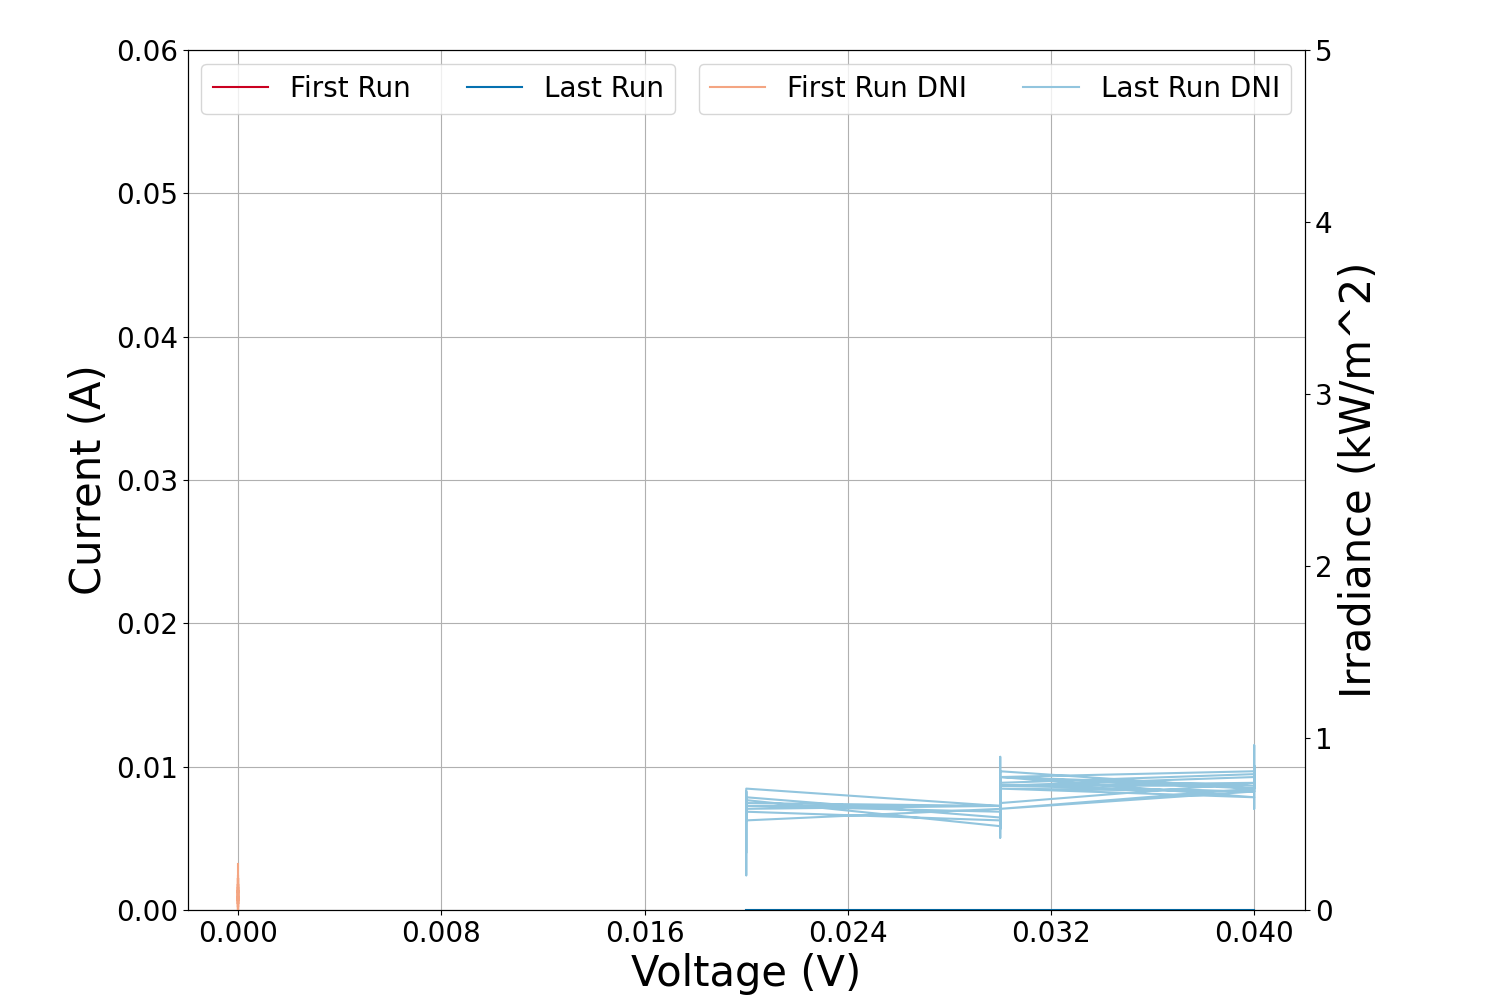 First Run
Last Run
First Run DNI
Last Run DNI
0.06
0.05
0.04
0.03
0.02
0.01
0.00
Current (A)
5
4
3
2
1
0
Irradiance (kW/m^2)
0.000
0.008
0.016
0.024
0.032
0.040
Voltage (V)